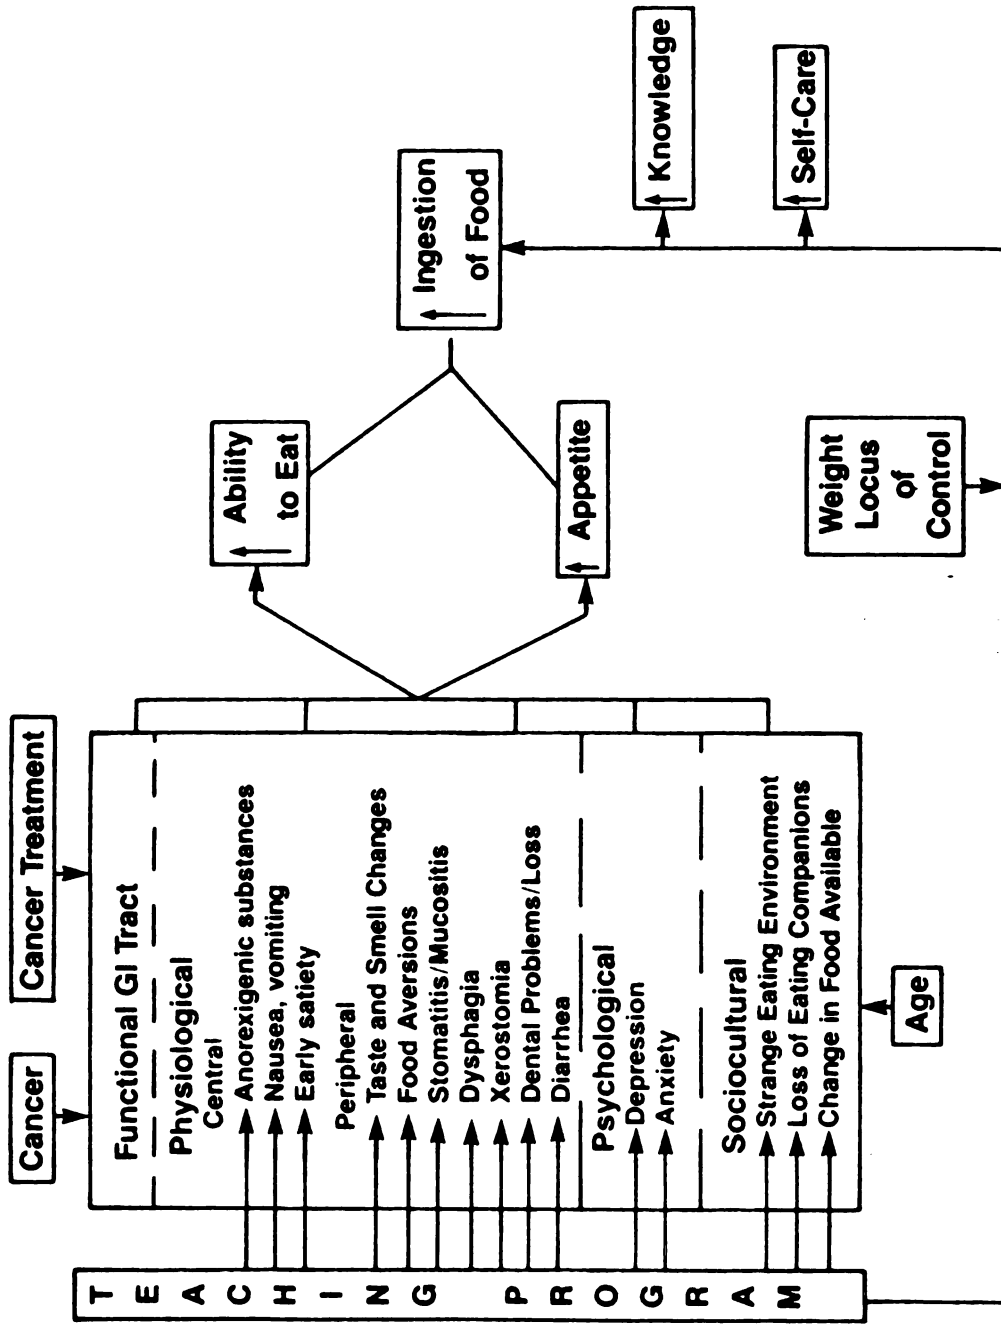 Cancer
Cancer Treatment
TEACHING PROGRAM
Functional GI Tract
Physiological
Central
Anorexigenic substances
Nausea, vomiting
Early satiety
Peripheral
Taste and Smell Changes
Food Aversions
Stomatitis/Mucositis
Dysphagia
Xerostomia
Dental Problems/Loss
Diarrhea
Psychological
Depression
Anxiety
Sociocultural
Strange Eating Environment
Loss of Eating Companions
Change in Food Available
Age
↑ Ability
to Eat
↑ Appetite
↑ Ingestion
of Food
↑ Knowledge
↑ Self-Care
Weight
Locus
of
Control